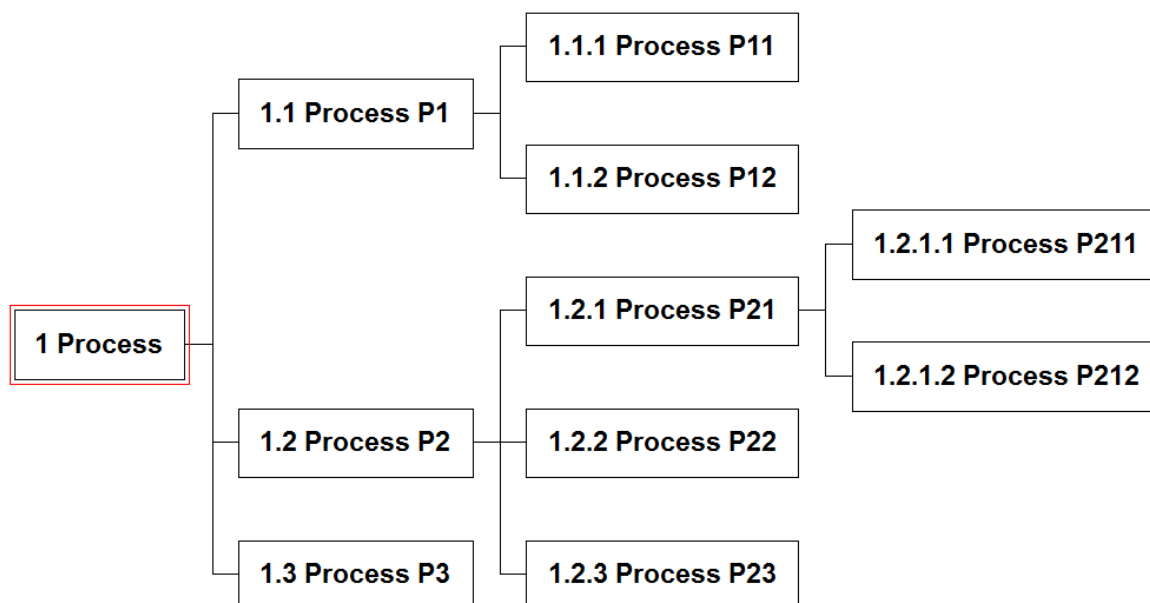 1.1.1 Process P11
1.1 Process P1
1.1.2 Process P12
1.2.1.1 Process P211
1.2.1 Process P21
1 Process
1.2.1.2 Process P212
1.2 Process P2
1.2.2 Process P22
1.3 Process P3
1.2.3 Process P23